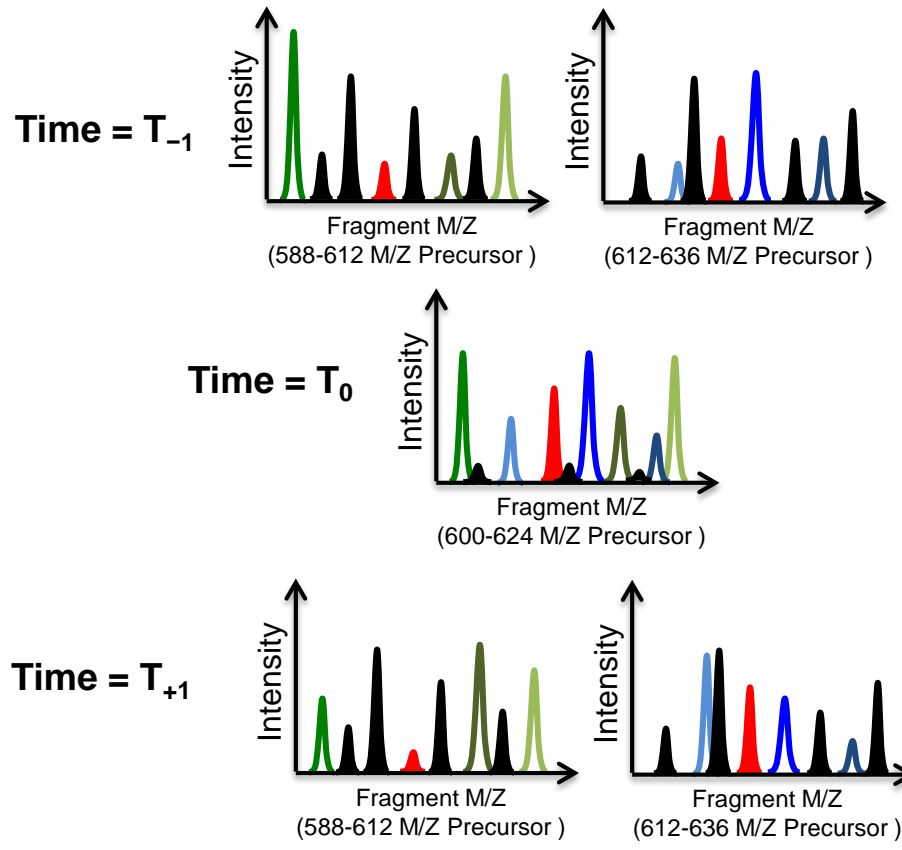 Time = T₋₁
Intensity
Fragment M/Z
(588-612 M/Z Precursor )
Intensity
Fragment M/Z
(612-636 M/Z Precursor )
Time = T₀
Intensity
Fragment M/Z
(600-624 M/Z Precursor )
Time = T₊₁
Intensity
Fragment M/Z
(588-612 M/Z Precursor )
Intensity
Fragment M/Z
(612-636 M/Z Precursor )